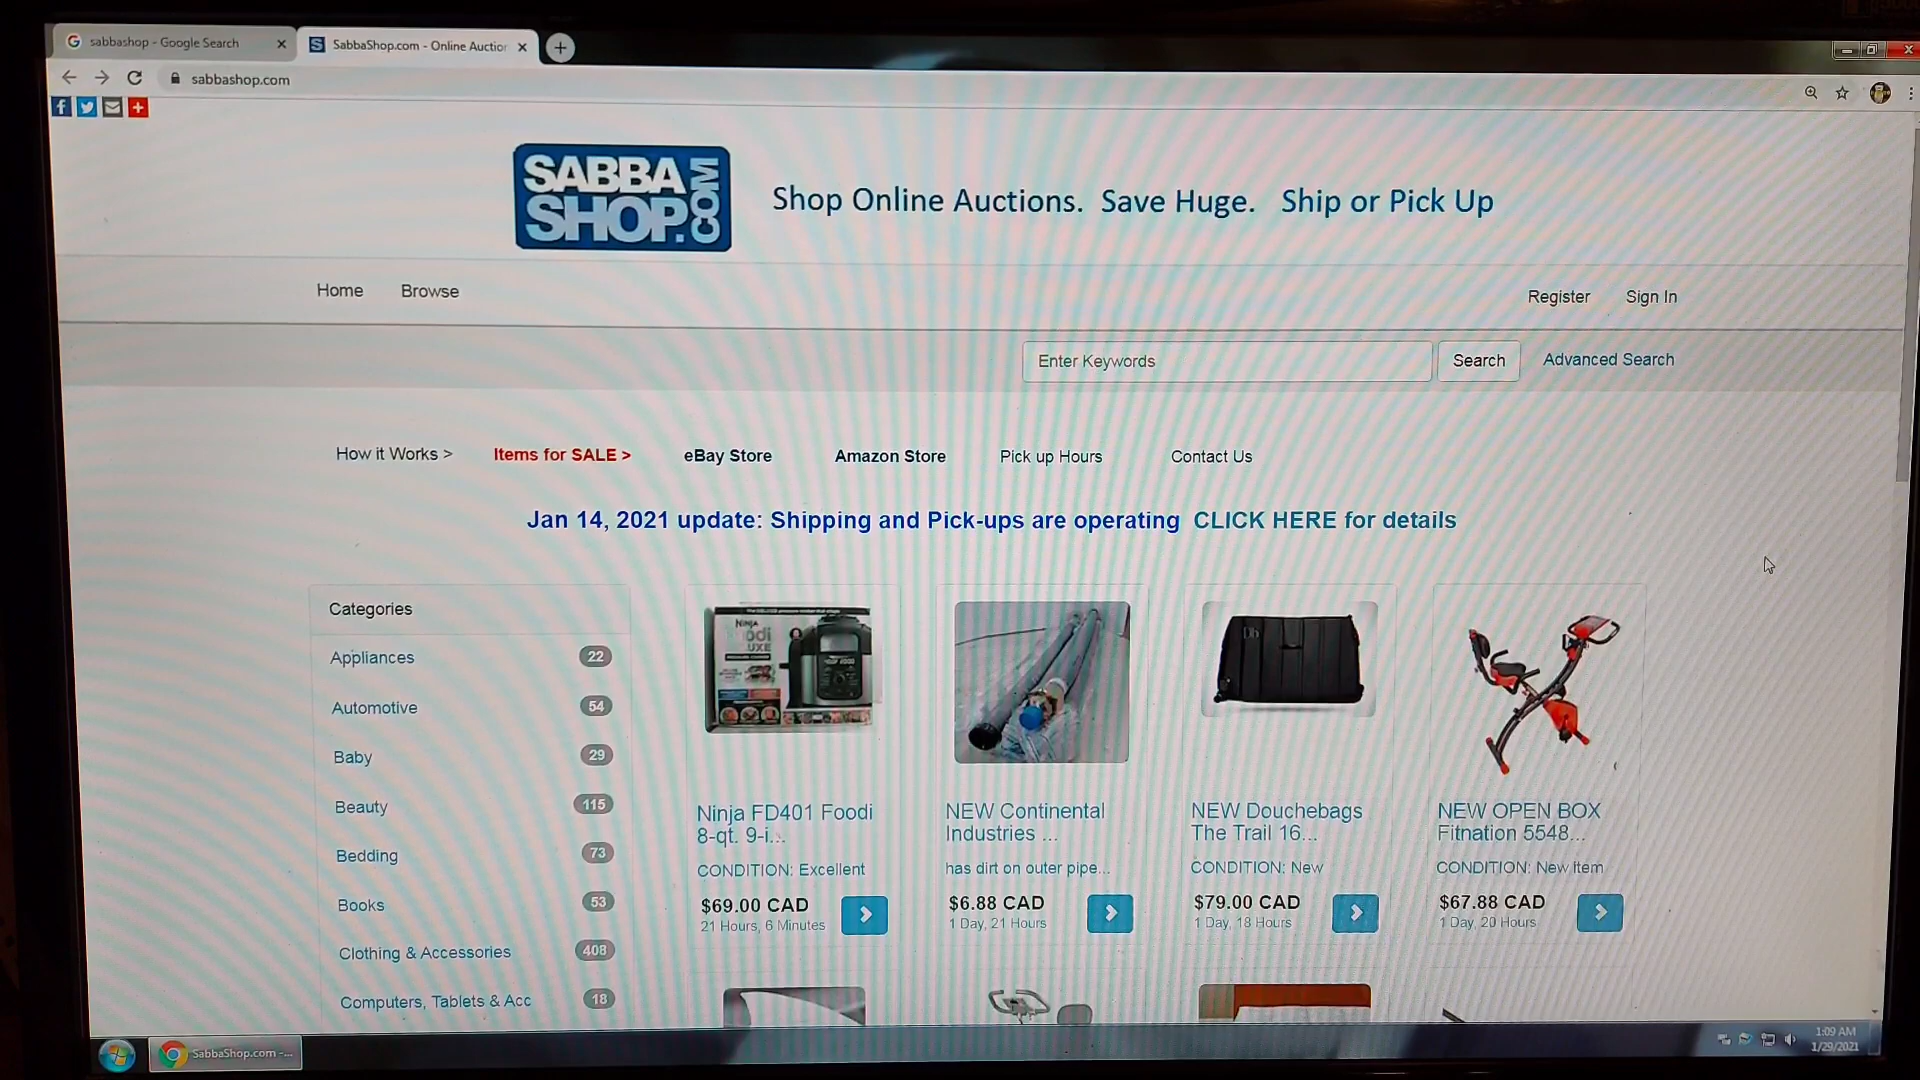 sabbashop - Google Search
SabbaShop.com - Online Auction
sabbashop.com
SABBA
SHOP.COM
Shop Online Auctions. Save Huge. Ship or Pick Up
Home Browse
Register Sign In
Enter Keywords Search Advanced Search
How it Works > Items for SALE > eBay Store Amazon Store Pick up Hours Contact Us
Jan 14, 2021 update: Shipping and Pick-ups are operating CLICK HERE for details
Categories
Appliances 22
Automotive 54
Baby 29
Beauty 115
Bedding 73
Books 53
Clothing & Accessories 408
Computers, Tablets & Acc 18
Ninja FD401 Foodi
8-qt. 9-i...
CONDITION: Excellent
$69.00 CAD
21 Hours, 6 Minutes
NEW Continental
Industries ...
has dirt on outer pipe...
$6.88 CAD
1 Day, 21 Hours
NEW Douchebags
The Trail 16...
CONDITION: New
$79.00 CAD
1 Day, 18 Hours
NEW OPEN BOX
Fitnation 5548...
CONDITION: New item
$67.88 CAD
1 Day, 20 Hours
SabbaShop.com -...
1:09 AM
1/29/2021